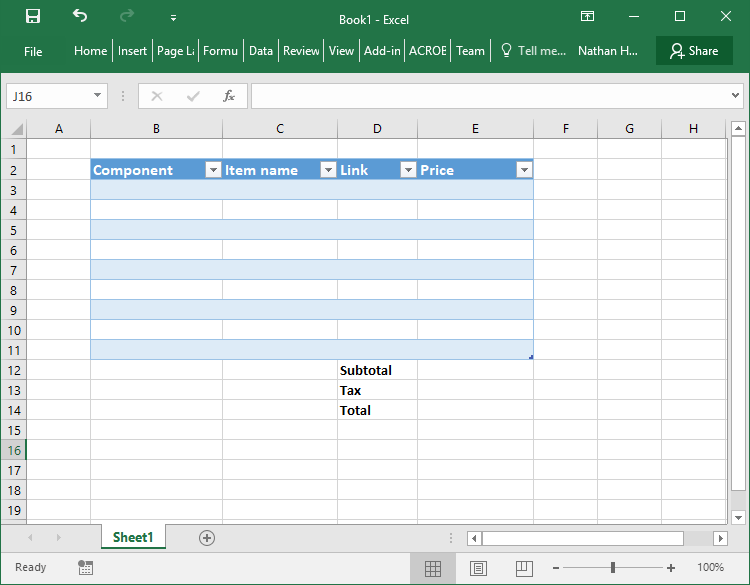 Book1 - Excel
File Home Insert Page La Formu Data Review View Add-in ACROB Team Tell me... Nathan H... Share
J16 fx
A B C D E F G H
1
2 Component Item name Link Price
3
4
5
6
7
8
9
10
11
12 Subtotal
13 Tax
14 Total
15
16
17
18
19
Sheet1
Ready 100%